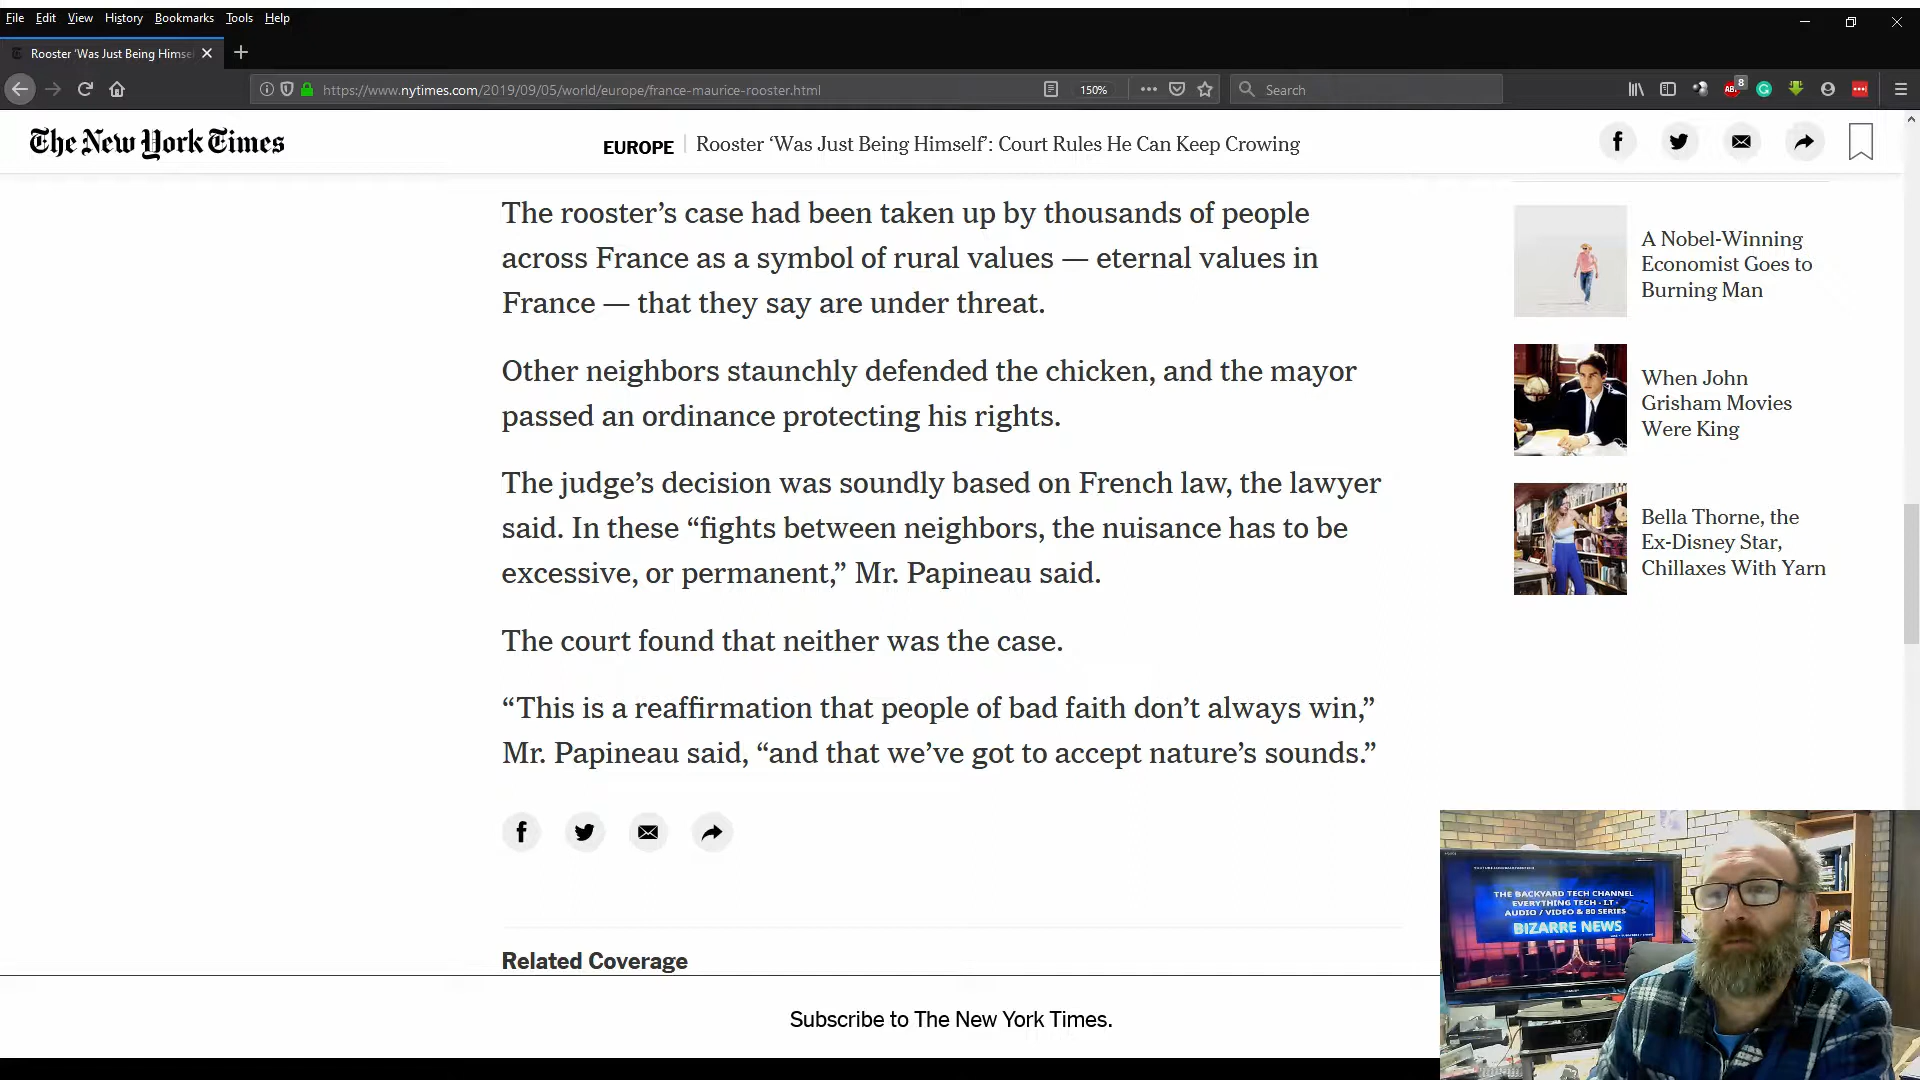 File Edit View History Bookmarks Tools Help
Rooster ‘Was Just Being Himse
https://www.nytimes.com/2019/09/05/world/europe/france-maurice-rooster.html
150%
Search
8
The New York Times
EUROPE
Rooster ‘Was Just Being Himself’: Court Rules He Can Keep Crowing
The rooster’s case had been taken up by thousands of people
across France as a symbol of rural values — eternal values in
France — that they say are under threat.
Other neighbors staunchly defended the chicken, and the mayor
passed an ordinance protecting his rights.
The judge’s decision was soundly based on French law, the lawyer
said. In these “fights between neighbors, the nuisance has to be
excessive, or permanent,” Mr. Papineau said.
The court found that neither was the case.
“This is a reaffirmation that people of bad faith don’t always win,”
Mr. Papineau said, “and that we’ve got to accept nature’s sounds.”
A Nobel-Winning
Economist Goes to
Burning Man
When John
Grisham Movies
Were King
Bella Thorne, the
Ex-Disney Star,
Chillaxes With Yarn
Related Coverage
Subscribe to The New York Times.
THE BACKYARD TECH CHANNEL
EVERYTHING TECH - LT -
AUDIO / VIDEO & 80 SERIES
BIZARRE NEWS